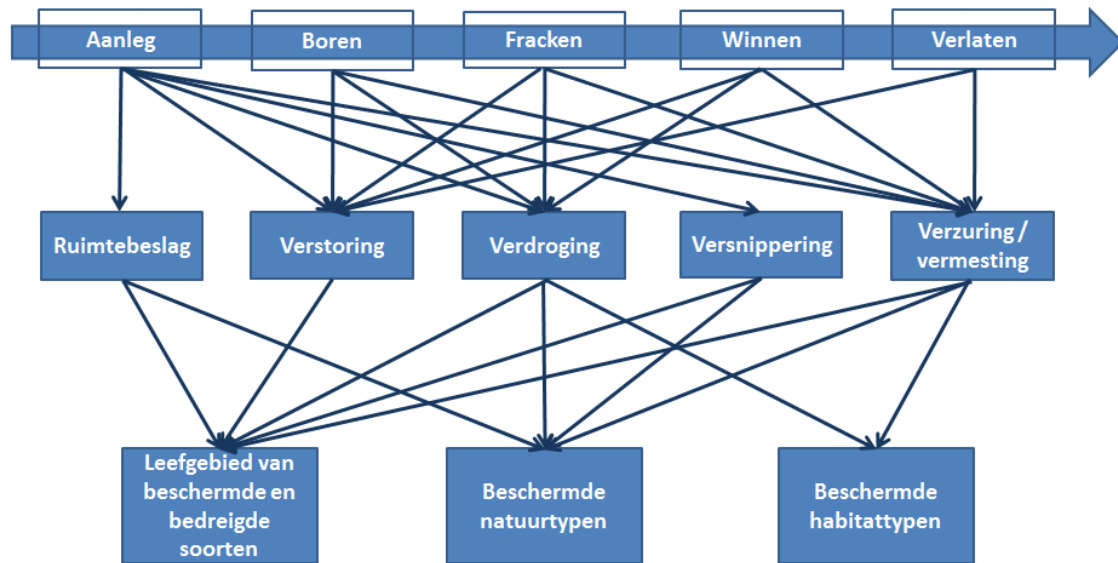 Aanleg
Boren
Fracken
Winnen
Verlaten
Ruimtebeslag
Verstoring
Verdroging
Versnippering
Verzuring /
vermesting
Leefgebied van
beschermde en
bedreigde
soorten
Beschermde
natuurtypen
Beschermde
habitattypen